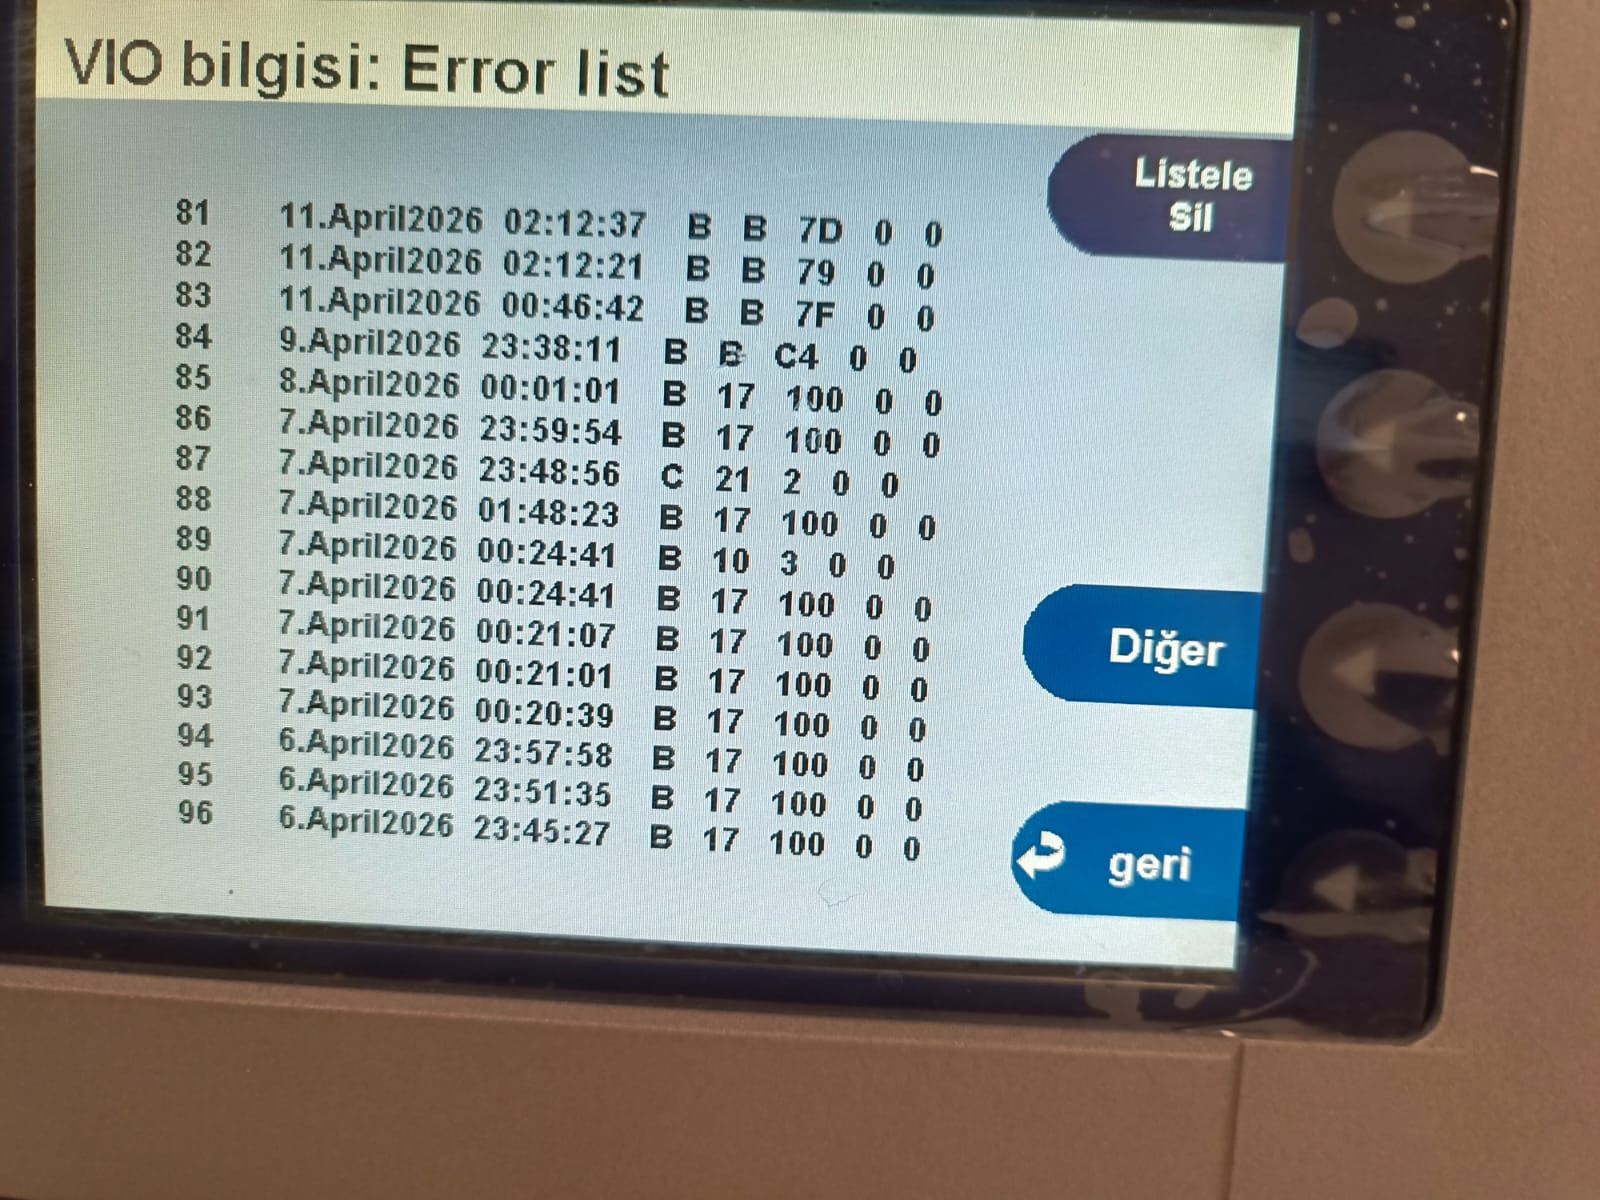 VIO bilgisi: Error list
Listele
Sil
81 11.April2026 02:12:37 B B 7D 0 0
82 11.April2026 02:12:21 B B 79 0 0
83 11.April2026 00:46:42 B B 7F 0 0
84 9.April2026 23:38:11 B B C4 0 0
85 8.April2026 00:01:01 B 17 100 0 0
86 7.April2026 23:59:54 B 17 100 0 0
87 7.April2026 23:48:56 C 21 2 0 0
88 7.April2026 01:48:23 B 17 100 0 0
89 7.April2026 00:24:41 B 10 3 0 0
90 7.April2026 00:24:41 B 17 100 0 0
91 7.April2026 00:21:07 B 17 100 0 0
92 7.April2026 00:21:01 B 17 100 0 0
93 7.April2026 00:20:39 B 17 100 0 0
94 6.April2026 23:57:58 B 17 100 0 0
95 6.April2026 23:51:35 B 17 100 0 0
96 6.April2026 23:45:27 B 17 100 0 0
Diğer
geri